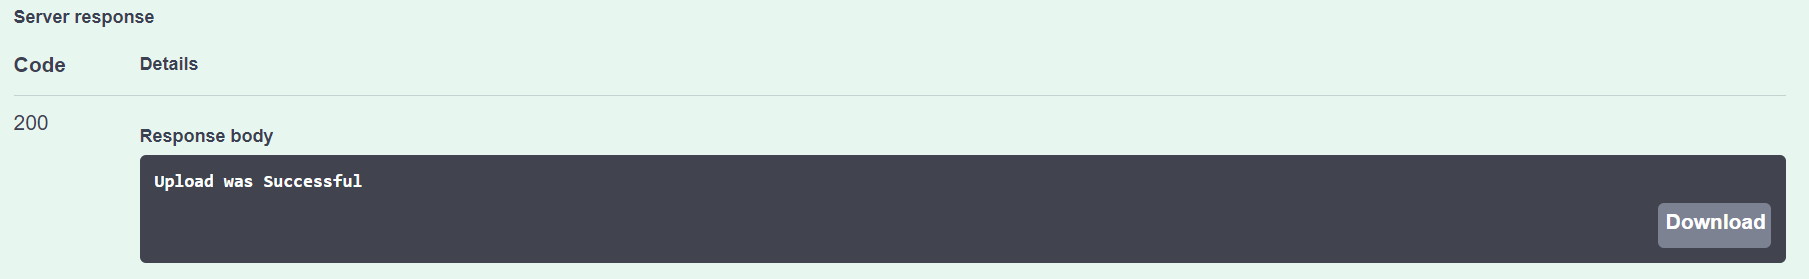 Server response
Code Details
200
Response body
Upload was Successful
Download